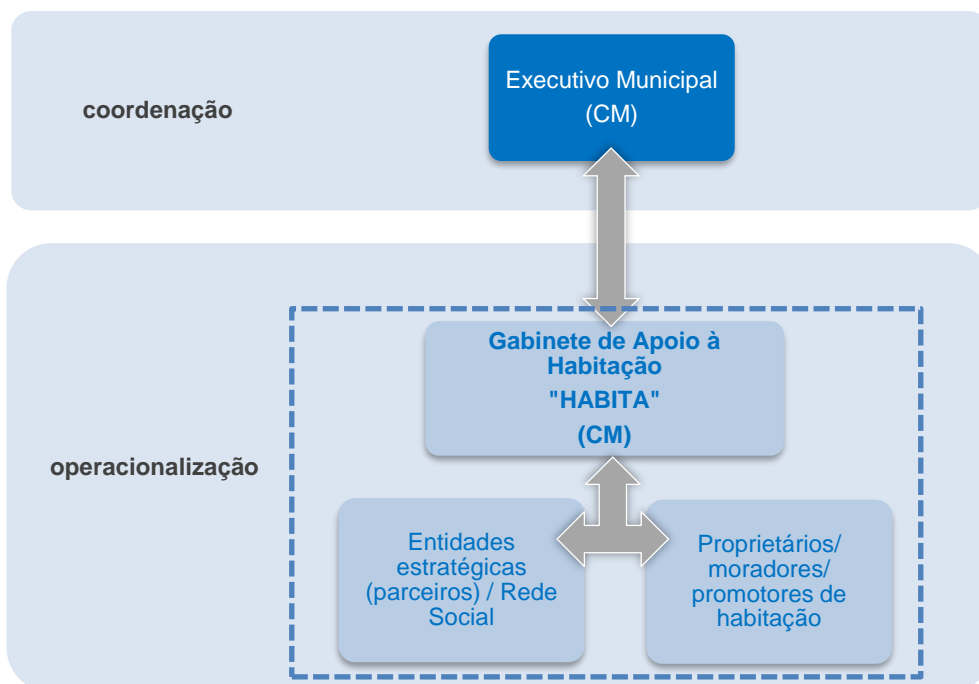 coordenação
Executivo Municipal
(CM)
operacionalização
Gabinete de Apoio à
Habitação
"HABITA"
(CM)
Entidades
estratégicas
(parceiros) / Rede
Social
Proprietários/
moradores/
promotores de
habitação